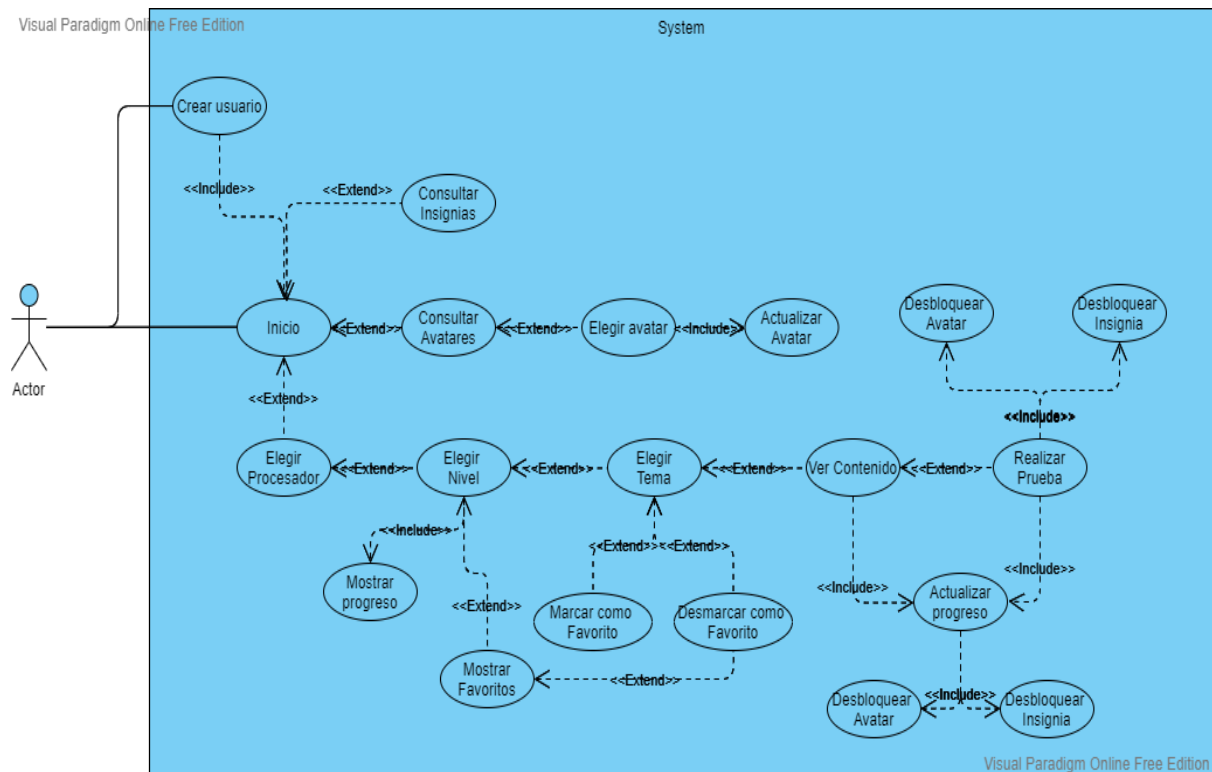 Visual Paradigm Online Free Edition
System
Crear usuario
<<Include>>
<<Extend>>
Consultar
Insignias
Actor
Inicio
<<Extend>>
Consultar
Avatares
<<Extend>>
Elegir avatar
<<Include>>
Actualizar
Avatar
Desbloquear
Avatar
Desbloquear
Insignia
<<Extend>>
<<Include>>
Elegir
Procesador
<<Extend>>
Elegir
Nivel
<<Extend>>
Elegir
Tema
<<Extend>>
Ver Contenido
<<Extend>>
Realizar
Prueba
<<Include>>
<<Extend>>
<<Extend>>
Mostrar
progreso
<<Extend>>
Marcar como
Favorito
Desmarcar como
Favorito
<<Include>>
Actualizar
progreso
<<Include>>
Mostrar
Favoritos
<<Extend>>
Desbloquear
Avatar
<<Include>>
Desbloquear
Insignia
Visual Paradigm Online Free Edition